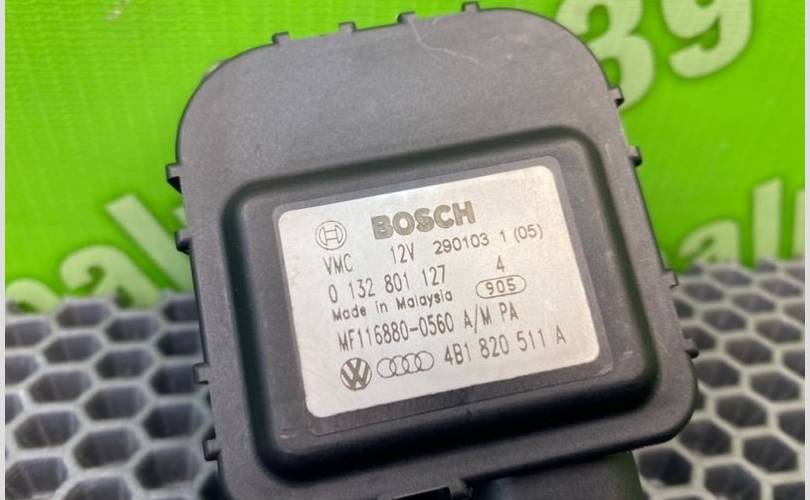 39
BOSCH
VMC 12V 290103 1 (05)
0 132 801 127 4
Made in Malaysia 905
MF116880-0560 A/M PA
4B1 820 511 A